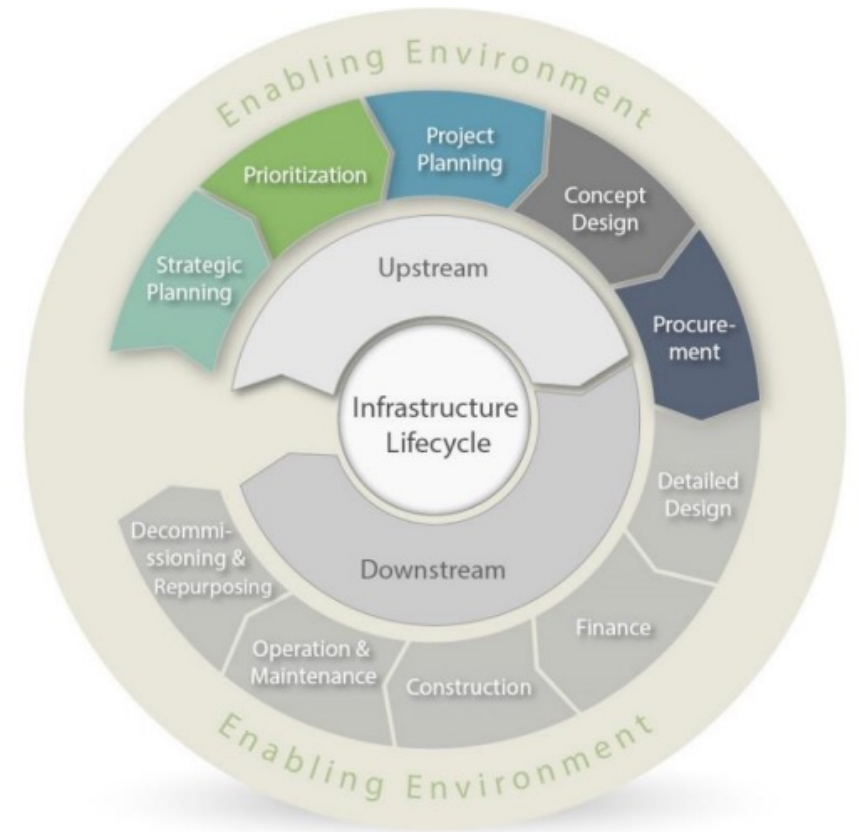 Enabling Environment
Strategic
Planning
Prioritization
Project
Planning
Concept
Design
Procure-
ment
Upstream
Infrastructure
Lifecycle
Downstream
Detailed
Design
Finance
Construction
Operation &
Maintenance
Decommi-
ssioning &
Repurposing
Enabling Environment